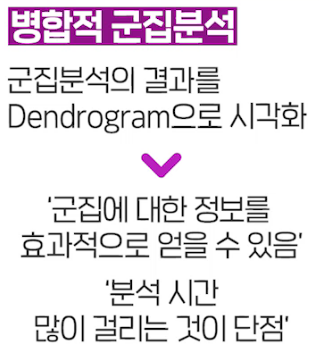 병합적 군집분석
군집분석의 결과를
Dendrogram으로 시각화
‘군집에 대한 정보를
효과적으로 얻을 수 있음’
‘분석 시간
많이 걸리는 것이 단점’